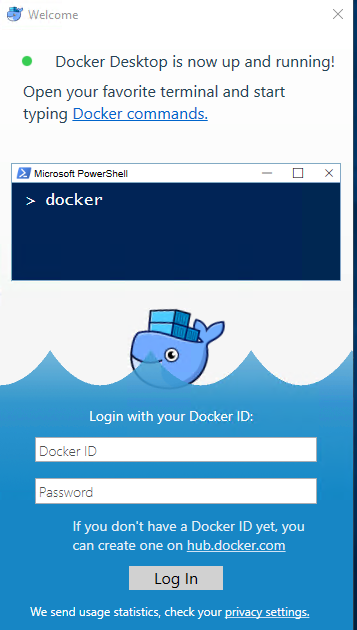 Welcome
Docker Desktop is now up and running!
Open your favorite terminal and start
typing Docker commands.
Microsoft PowerShell
> docker
Login with your Docker ID:
Docker ID
Password
If you don't have a Docker ID yet, you
can create one on hub.docker.com
Log In
We send usage statistics, check your privacy settings.